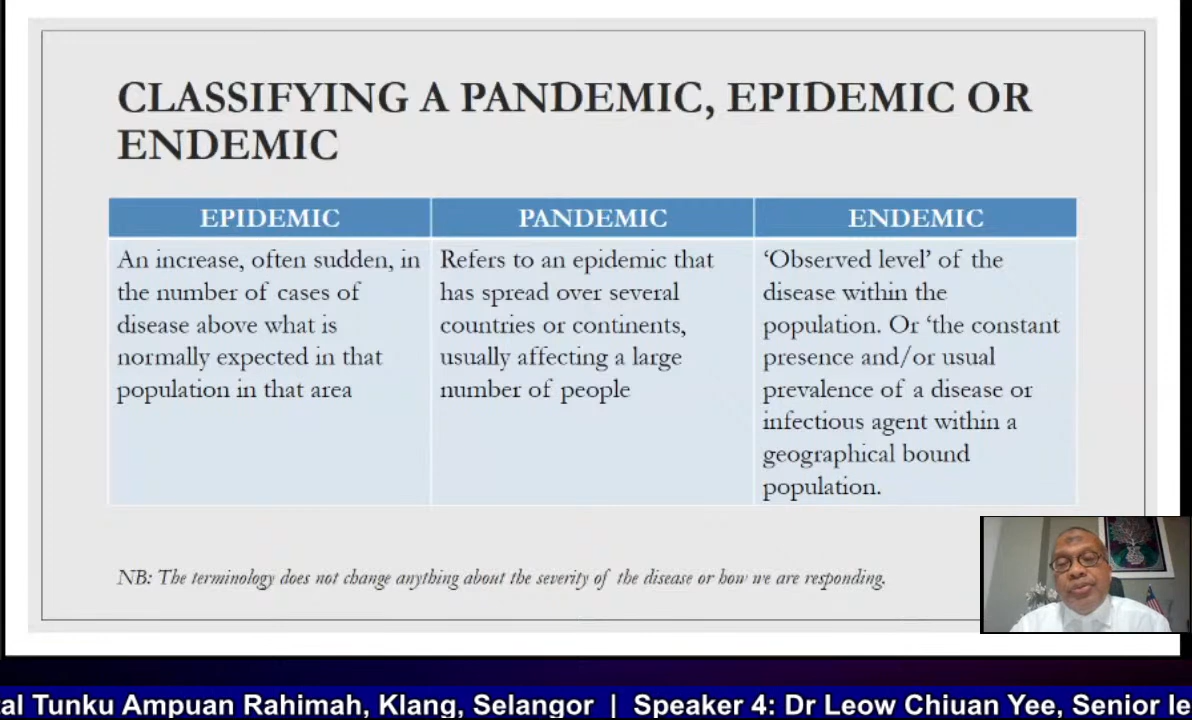 CLASSIFYING A PANDEMIC, EPIDEMIC OR
ENDEMIC
EPIDEMIC
An increase, often sudden, in
the number of cases of
disease above what is
normally expected in that
population in that area
PANDEMIC
Refers to an epidemic that
has spread over several
countries or continents,
usually affecting a large
number of people
ENDEMIC
‘Observed level’ of the
disease within the
population. Or ‘the constant
presence and/or usual
prevalence of a disease or
infectious agent within a
geographical bound
population.
NB: The terminology does not change anything about the severity of the disease or how we are responding.
Tunku Ampuan Rahimah, Klang, Selangor | Speaker 4: Dr Leow Chiuan Yee, Senior